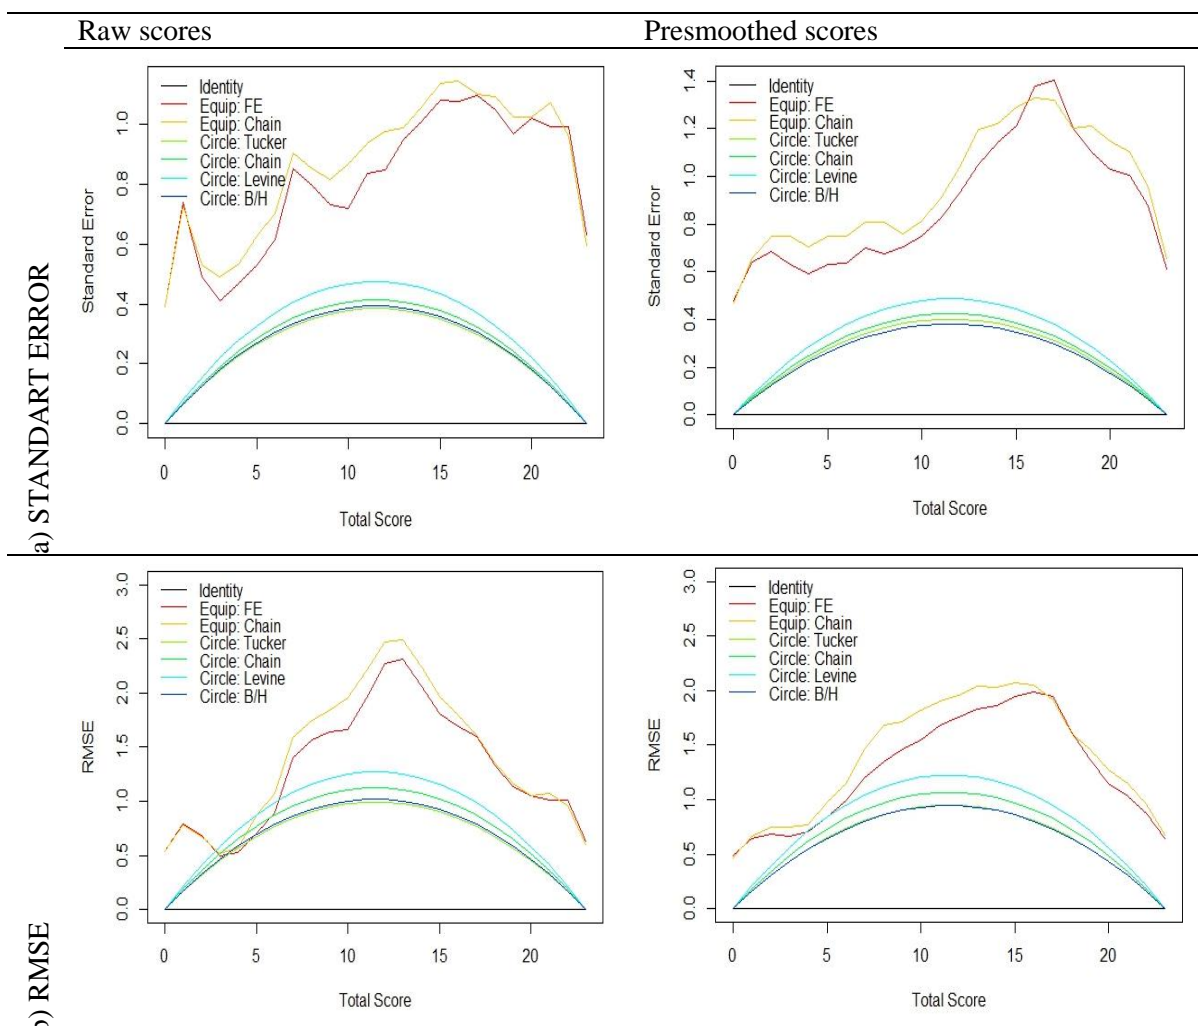 Raw scores
Presmoothed scores
a) STANDART ERROR
Identity
Equip: FE
Equip: Chain
Circle: Tucker
Circle: Chain
Circle: Levine
Circle: B/H
Standard Error
0.0 0.2 0.4 0.6 0.8 1.0
0 5 10 15 20
Total Score
Identity
Equip: FE
Equip: Chain
Circle: Tucker
Circle: Chain
Circle: Levine
Circle: B/H
Standard Error
0.0 0.2 0.4 0.6 0.8 1.0 1.2 1.4
0 5 10 15 20
Total Score
b) RMSE
Identity
Equip: FE
Equip: Chain
Circle: Tucker
Circle: Chain
Circle: Levine
Circle: B/H
RMSE
0.0 0.5 1.0 1.5 2.0 2.5 3.0
0 5 10 15 20
Total Score
Identity
Equip: FE
Equip: Chain
Circle: Tucker
Circle: Chain
Circle: Levine
Circle: B/H
RMSE
0.0 0.5 1.0 1.5 2.0 2.5 3.0
0 5 10 15 20
Total Score